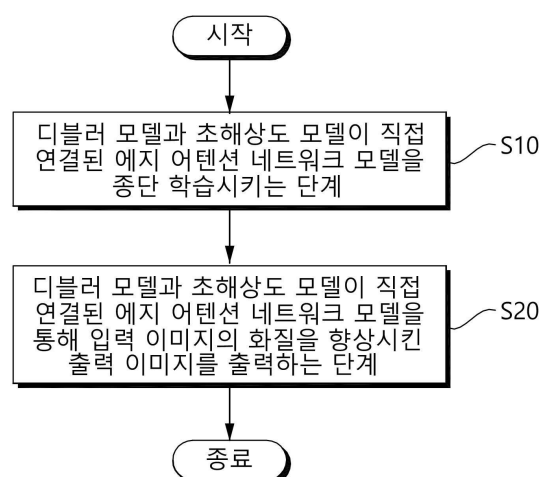 시작
디블러 모델과 초해상도 모델이 직접
연결된 에지 어텐션 네트워크 모델을
종단 학습시키는 단계
S10
디블러 모델과 초해상도 모델이 직접
연결된 에지 어텐션 네트워크 모델을
통해 입력 이미지의 화질을 향상시킨
출력 이미지를 출력하는 단계
S20
종료